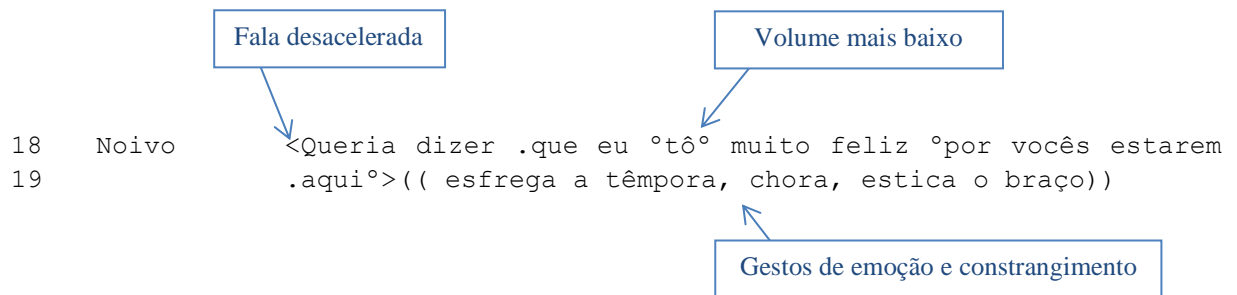 Fala desacelerada
Volume mais baixo
18 Noivo <Queria dizer .que eu °tô° muito feliz °por vocês estarem
19 .aqui°>(( esfrega a têmpora, chora, estica o braço))
Gestos de emoção e constrangimento